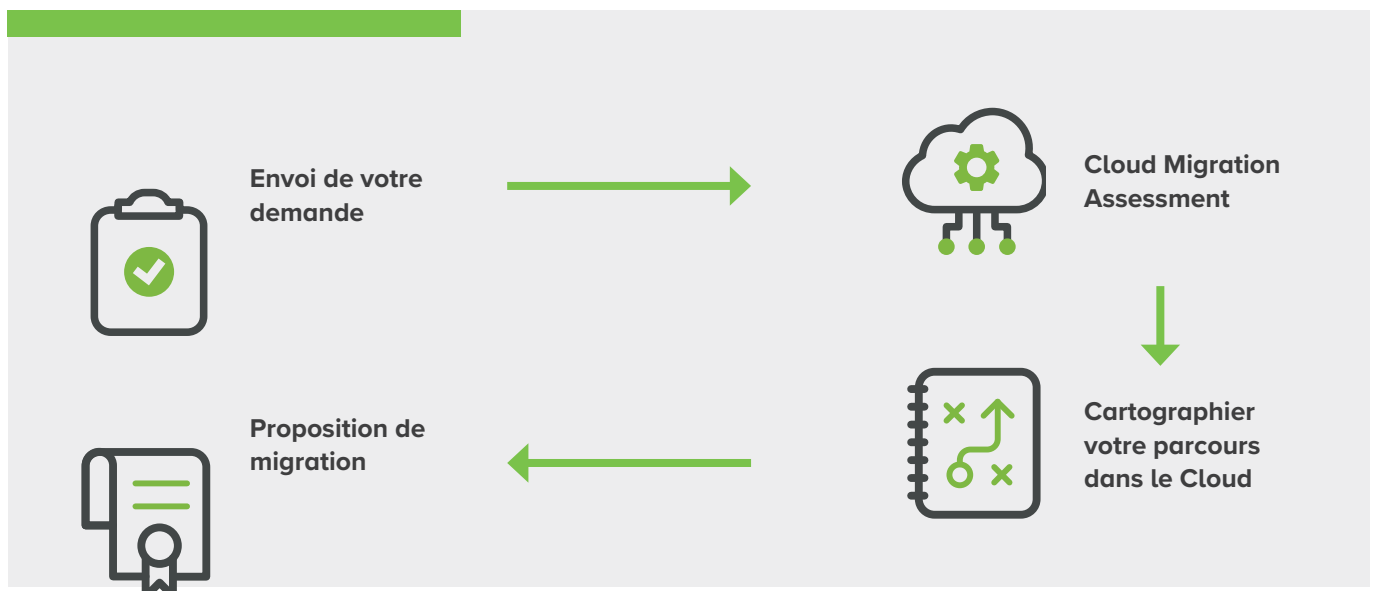 Envoi de votre
demande
Cloud Migration
Assessment
Cartographier
votre parcours
dans le Cloud
Proposition de
migration